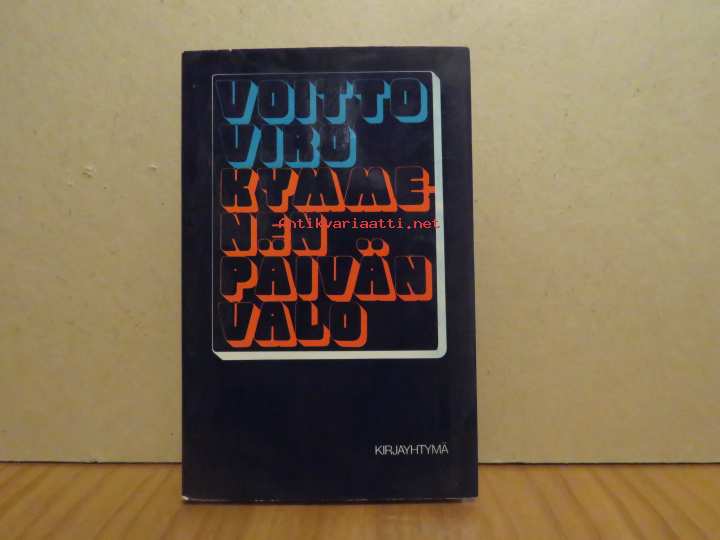 VOITTO
VIRO
KYMME-
NEN
PÄIVÄN
VALO
antikvariaatti.net
KIRJAYHTYMÄ